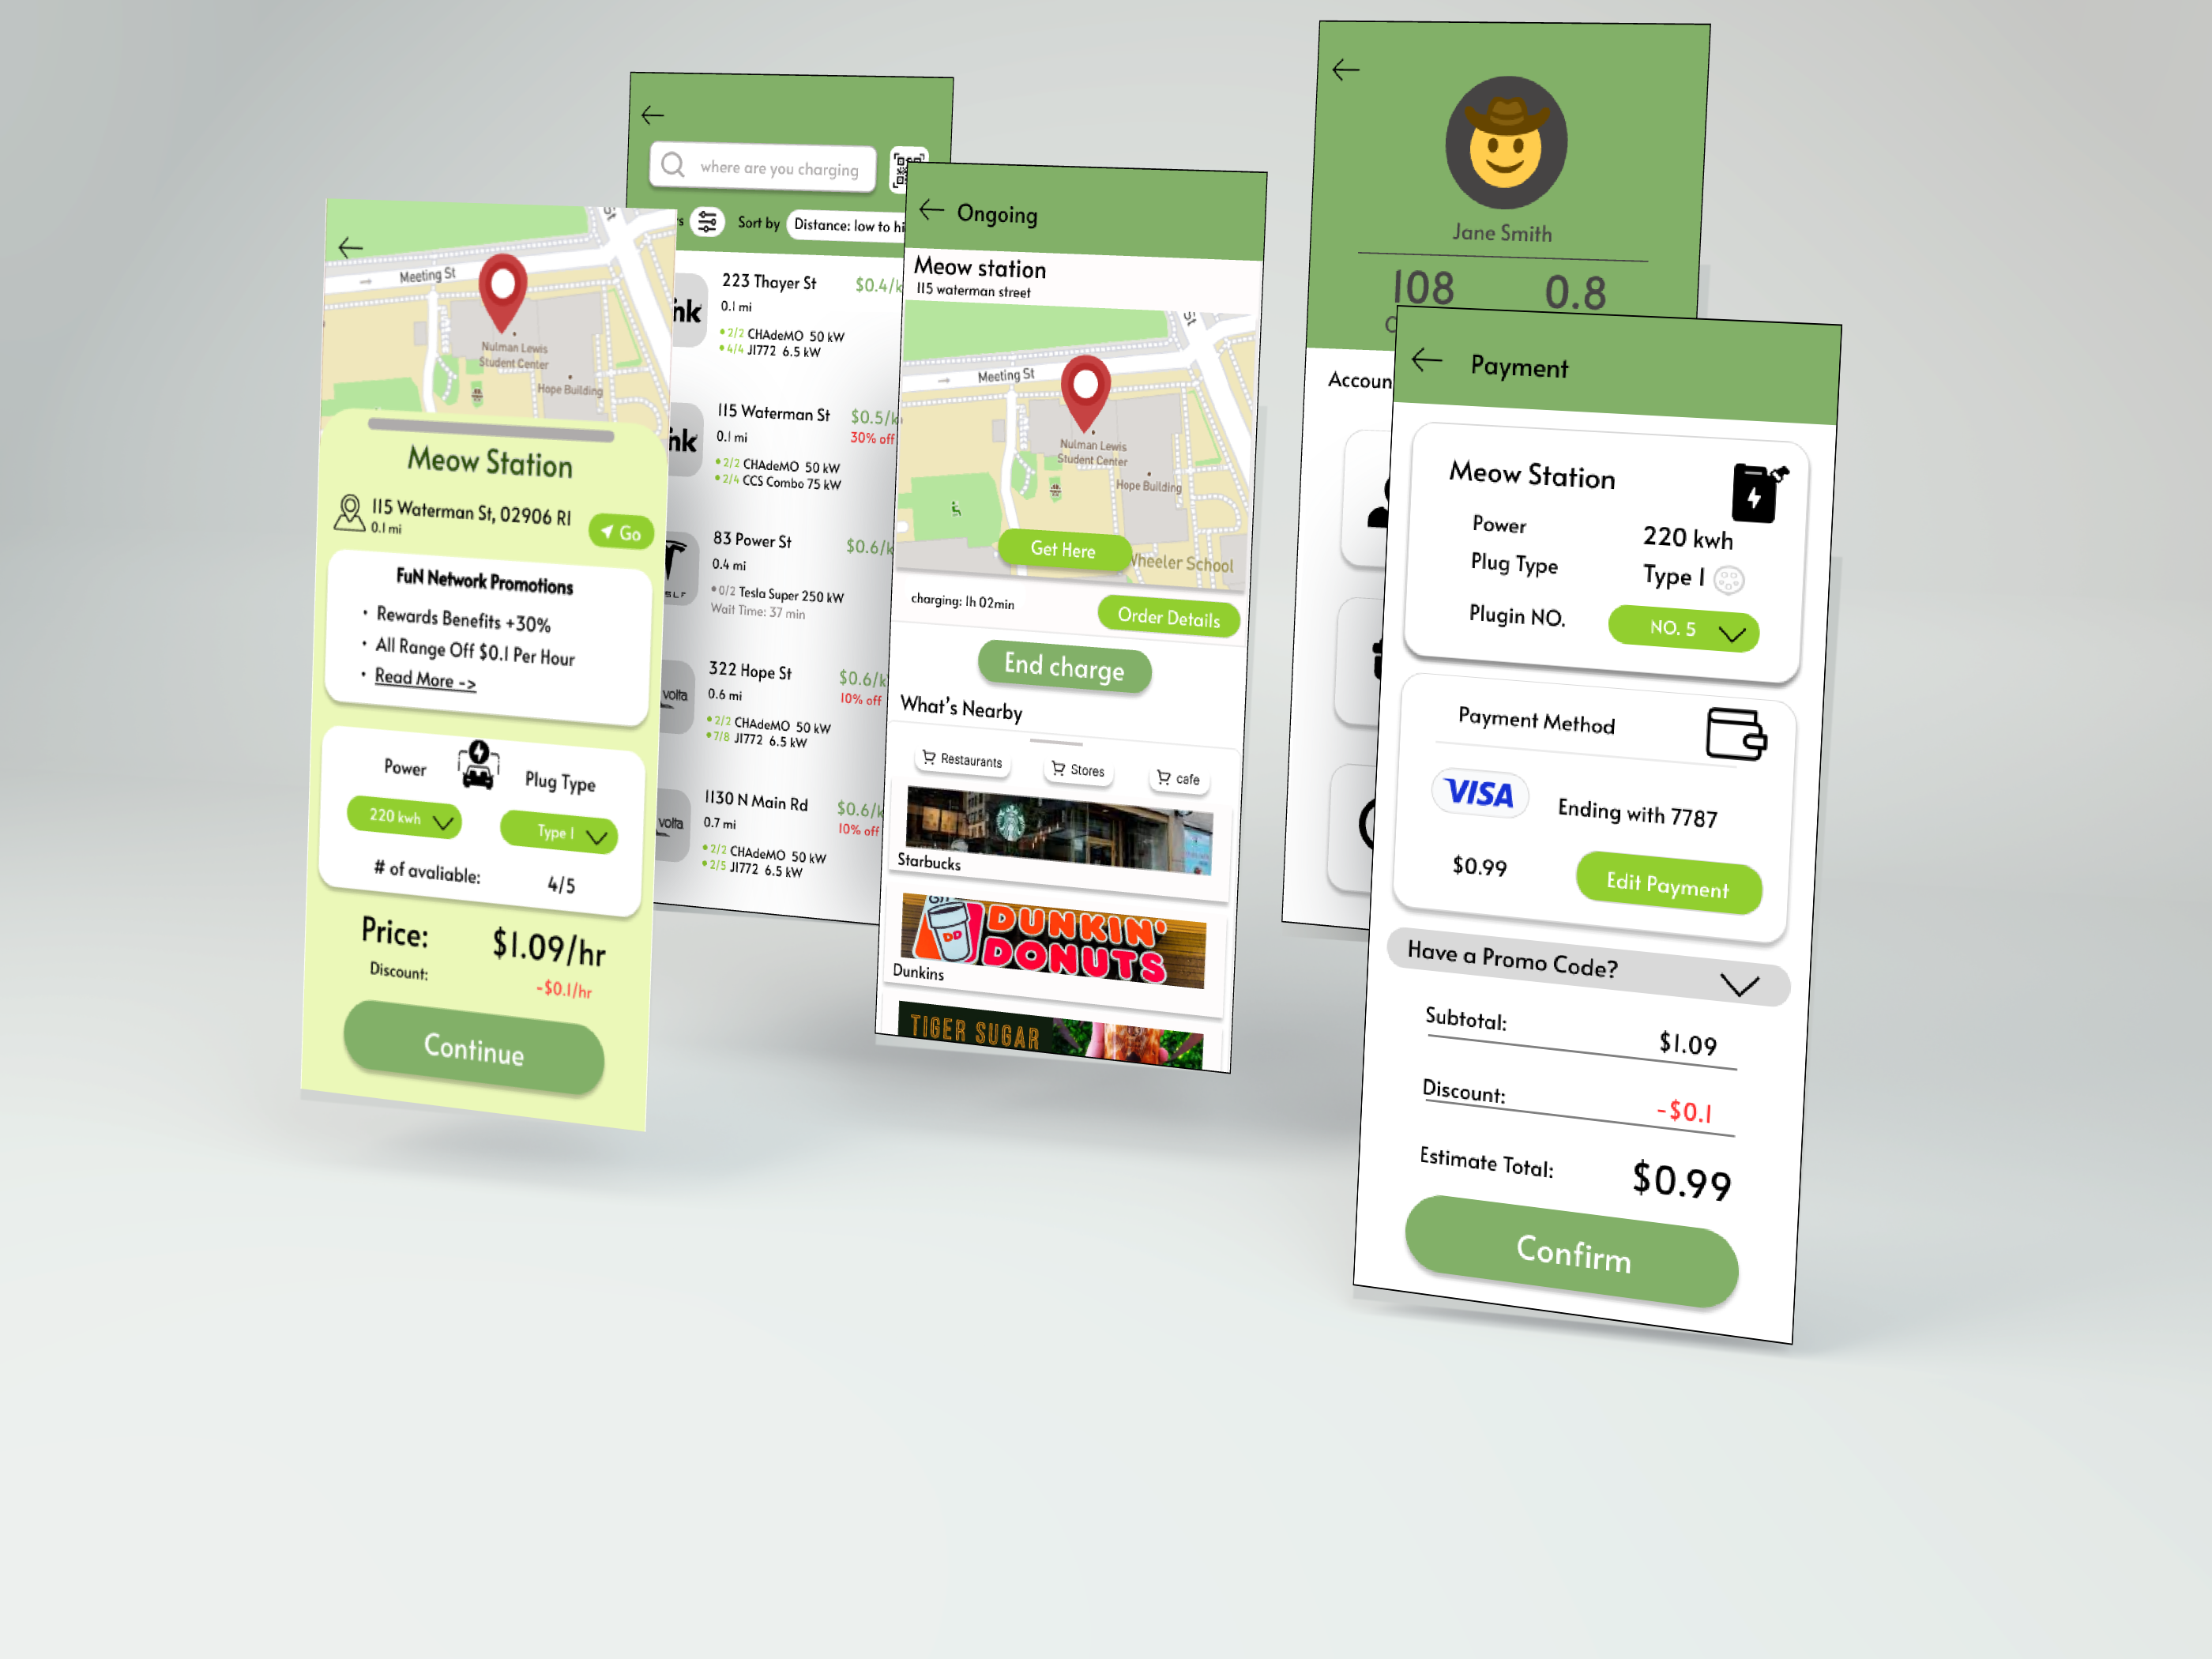 Meeting St
Nulman Lewis
Student Center
Hope Building
Meow Station
115 Waterman St, 02906 RI
0.1 mi
Go
FuN Network Promotions
• Rewards Benefits +30%
• All Range Off $0.1 Per Hour
• Read More ->
Power
Plug Type
220 kwh
Type 1
# of avaliable:
4/5
Price:
$1.09/hr
Discount:
-$0.1/hr
Continue
where are you charging
Sort by
Distance: low to hi
223 Thayer St
$0.4/k
0.1 mi
nk
2/2 CHAdeMO 50 kW
4/4 J1772 6.5 kW
115 Waterman St
$0.5/k
0.1 mi
30% off
nk
2/2 CHAdeMO 50 kW
2/4 CCS Combo 75 kW
83 Power St
$0.6/k
0.4 mi
0/2 Tesla Super 250 kW
Wait Time: 37 min
322 Hope St
$0.6/k
0.6 mi
10% off
volta
2/2 CHAdeMO 50 kW
7/8 J1772 6.5 kW
1130 N Main Rd
$0.6/k
0.7 mi
10% off
volta
2/2 CHAdeMO 50 kW
2/5 J1772 6.5 kW
Ongoing
Meow station
115 waterman street
Meeting St
Nulman Lewis
Student Center
Hope Building
Get Here
Wheeler School
charging: 1h 02min
Order Details
End charge
What's Nearby
Restaurants
Stores
cafe
Starbucks
DD
DUNKIN'
DONUTS
Dunkins
TIGER SUGAR
Jane Smith
108
0.8
Accoun
Payment
Meow Station
Power
220 kwh
Plug Type
Type 1
Plugin NO.
NO. 5
Payment Method
VISA
Ending with 7787
$0.99
Edit Payment
Have a Promo Code?
Subtotal:
$1.09
Discount:
-$0.1
Estimate Total:
$0.99
Confirm